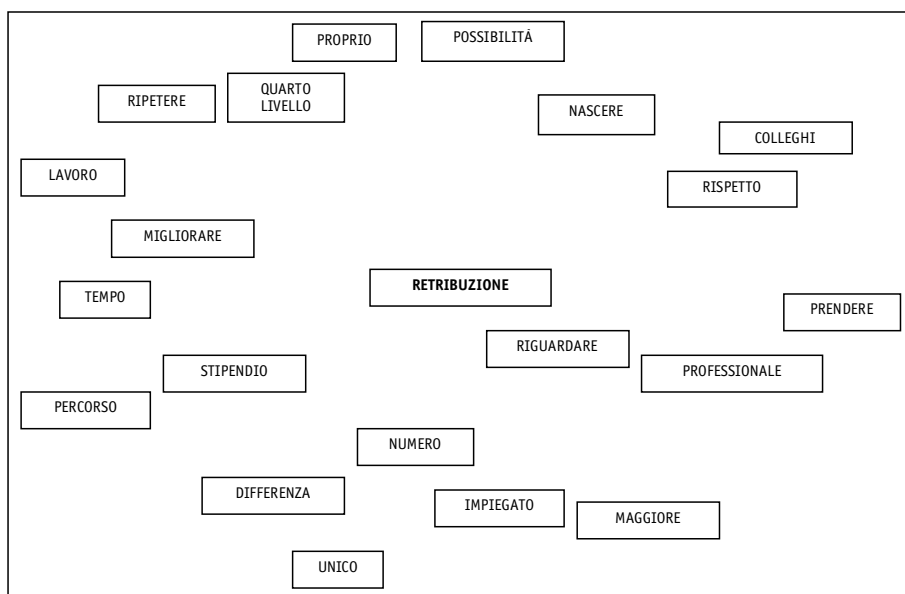 PROPRIO
POSSIBILITÁ
RIPETERE
QUARTO
LIVELLO
NASCERE
COLLEGHI
LAVORO
RISPETTO
MIGLIORARE
RETRIBUZIONE
TEMPO
PRENDERE
RIGUARDARE
STIPENDIO
PROFESSIONALE
PERCORSO
NUMERO
DIFFERENZA
IMPIEGATO
MAGGIORE
UNICO